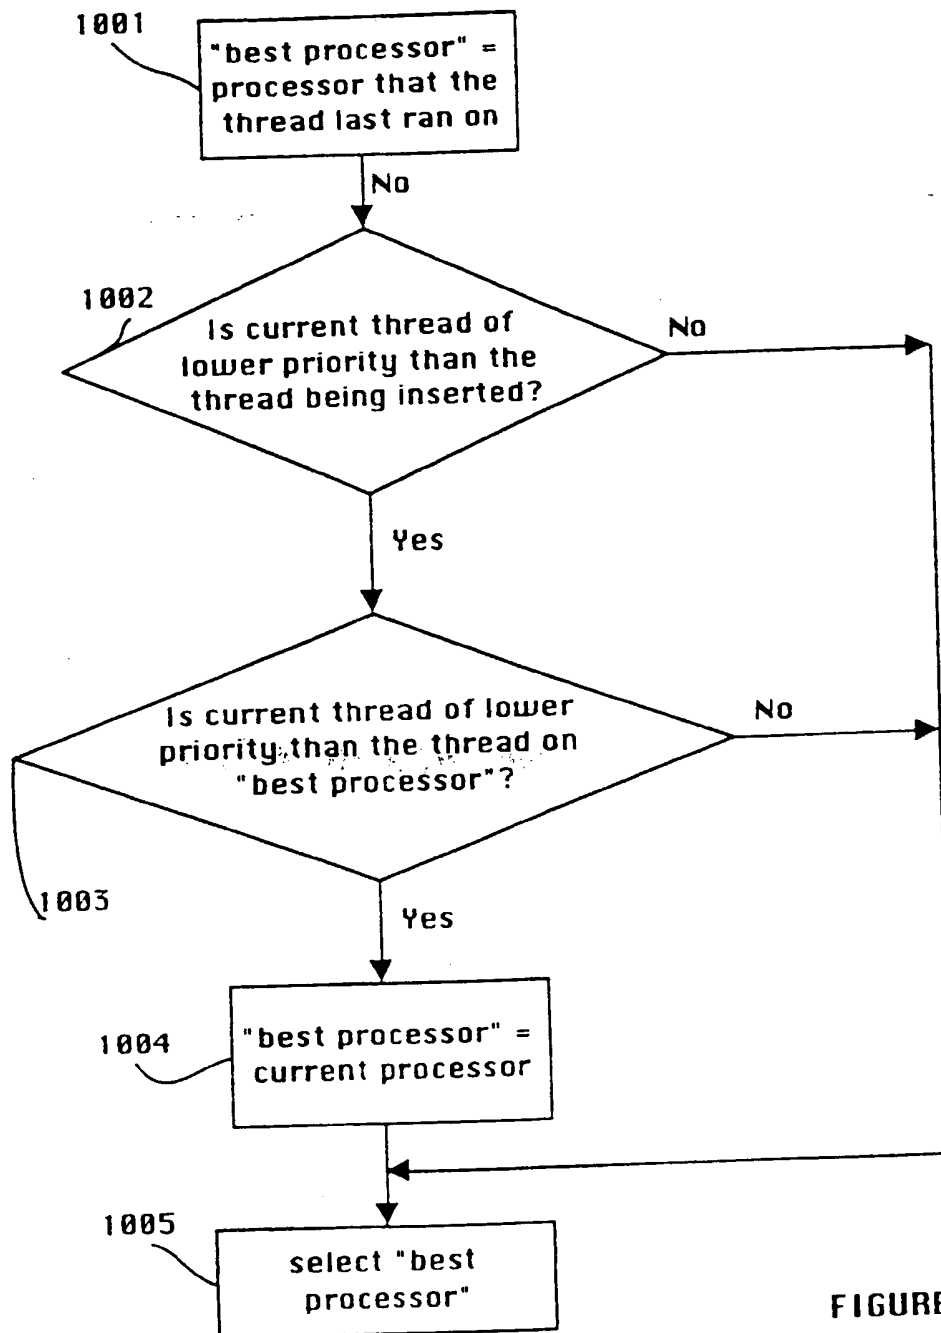 1001
"best processor" =
processor that the
thread last ran on
No
1002
Is current thread of
lower priority than the
thread being inserted?
No
Yes
Is current thread of lower
priority than the thread on
"best processor"?
No
1003
Yes
1004
"best processor" =
current processor
1005
select "best
processor"
FIGURE